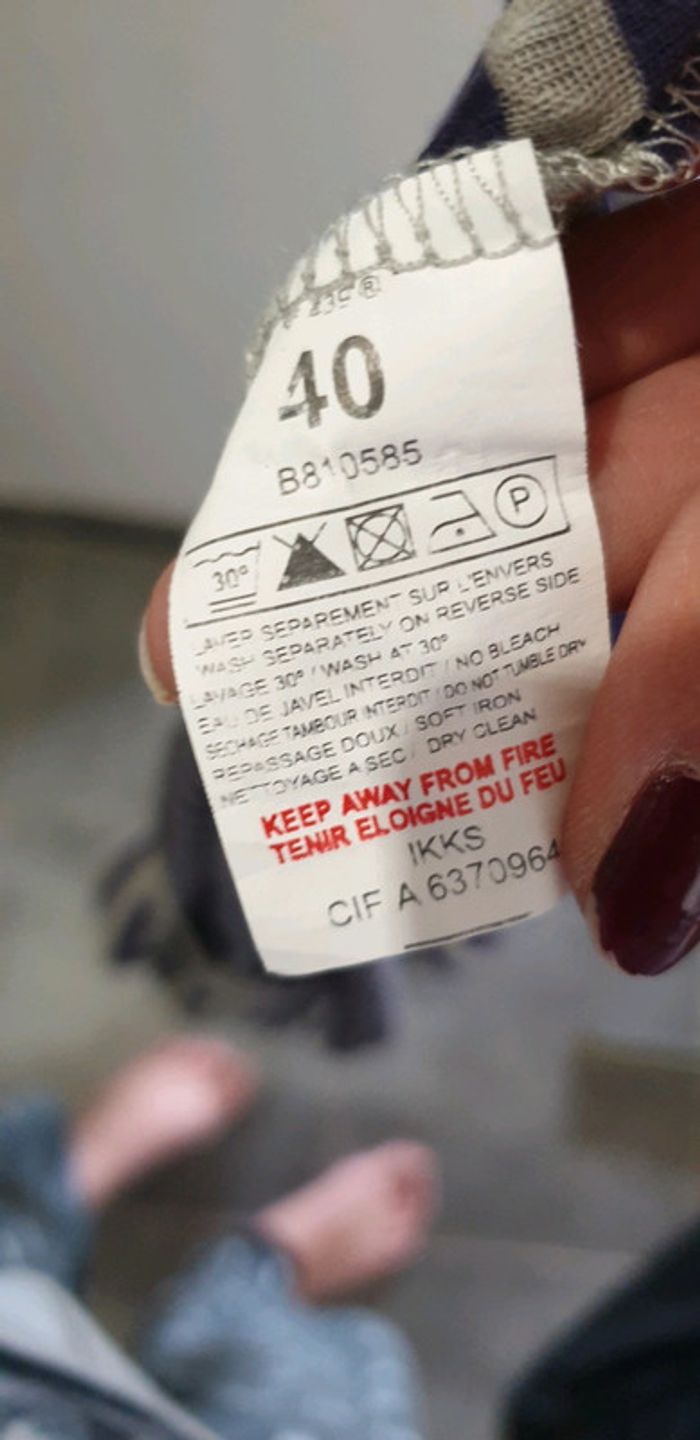 40
B810585
30°
P
LAVER SEPAREMENT SUR L'ENVERS
WASH SEPARATELY ON REVERSE SIDE
LAVAGE 30° / WASH AT 30°
EAU DE JAVEL INTERDIT / NO BLEACH
SECHAGE TAMBOUR INTERDIT / DO NOT TUMBLE DRY
REPASSAGE DOUX / SOFT IRON
NETTOYAGE A SEC / DRY CLEAN
KEEP AWAY FROM FIRE
TENIR ELOIGNE DU FEU
IKKS
CIF A 6370964